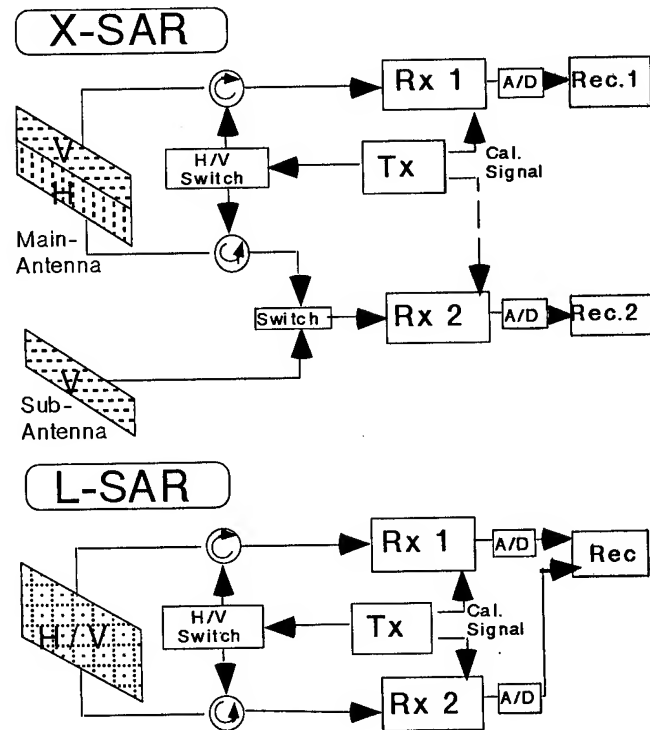 X-SAR
Rx 1
A/D
Rec.1
V
H
H/V
Switch
Tx
Cal.
Signal
Main-
Antenna
Switch
Rx 2
A/D
Rec.2
V
Sub-
Antenna
L-SAR
Rx 1
A/D
Rec
H/V
H/V
Switch
Tx
Cal.
Signal
Rx 2
A/D